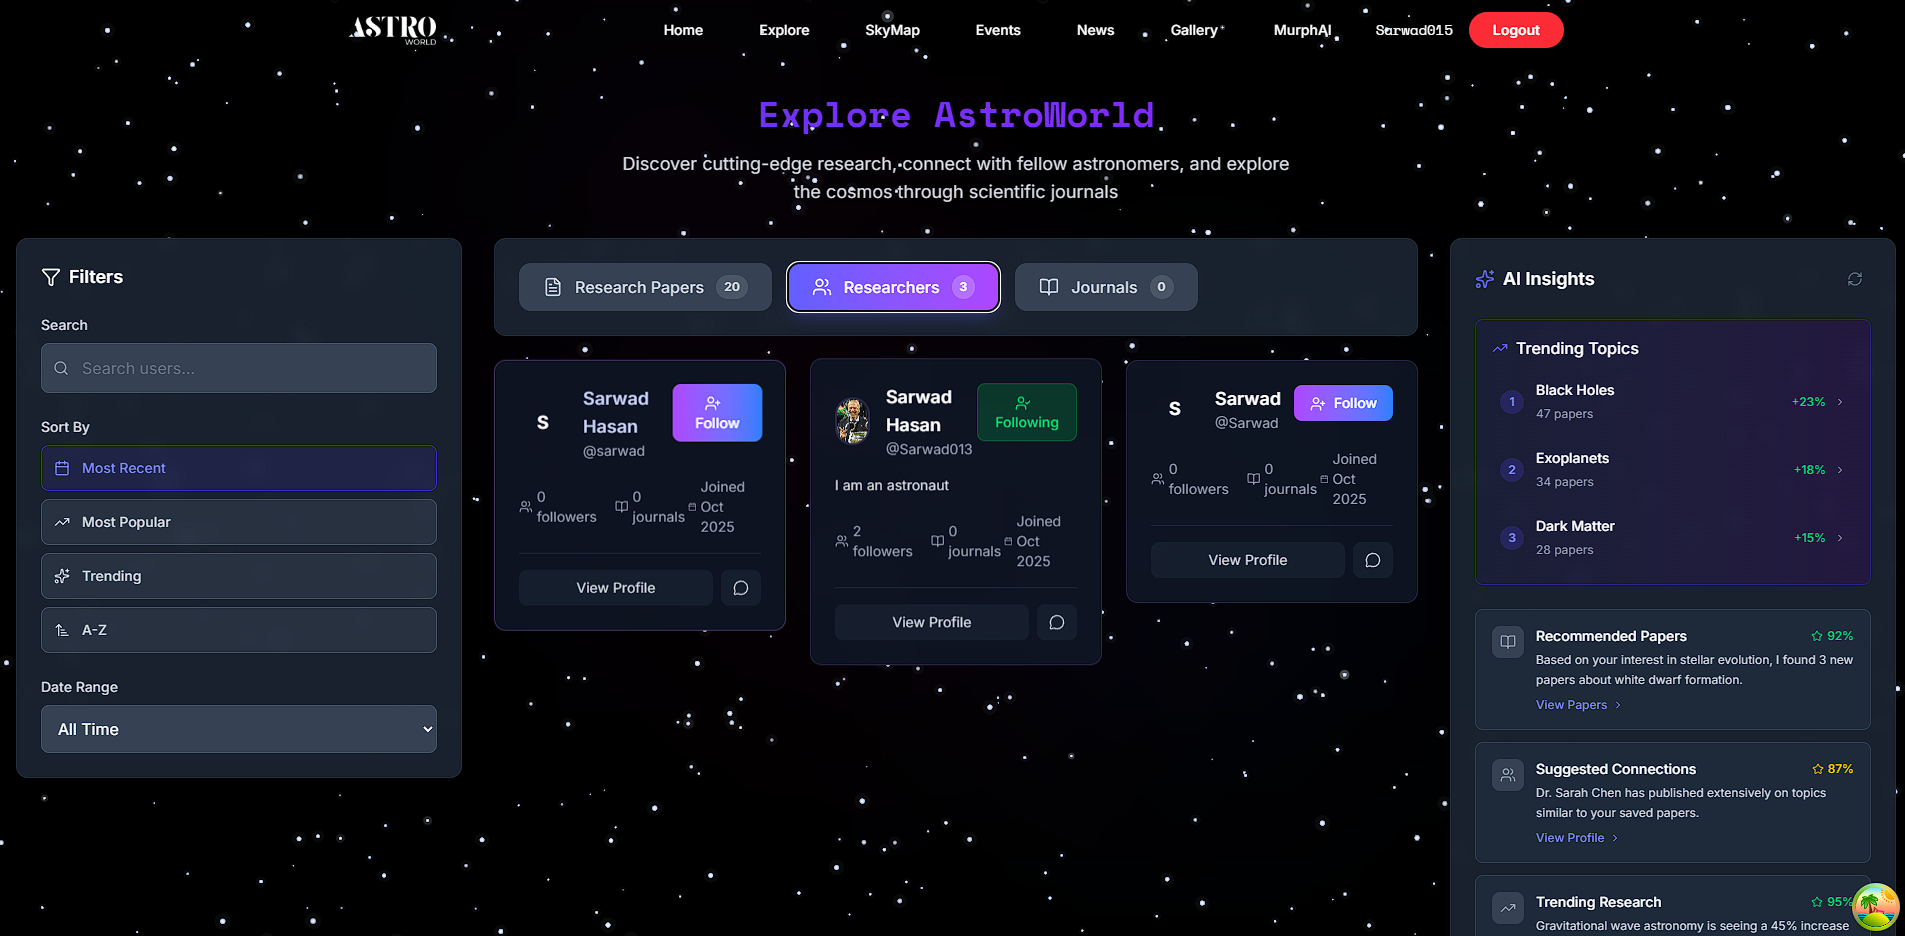 ASTRO
WORLD
Home
Explore
SkyMap
Events
News
Gallery
MurphAI
Sarwad015
Logout
Explore AstroWorld
Discover cutting-edge research, connect with fellow astronomers, and explore
the cosmos through scientific journals
Filters
Search
Search users...
Sort By
Most Recent
Most Popular
Trending
A-Z
Date Range
All Time
Research Papers 20
Researchers 3
Journals 0
S
Sarwad
Hasan
@sarwad
Follow
0
followers
0
journals
Joined
Oct
2025
View Profile
Sarwad
Hasan
@Sarwad013
Following
I am an astronaut
2
followers
0
journals
Joined
Oct
2025
View Profile
S
Sarwad
@Sarwad
Follow
0
followers
0
journals
Joined
Oct
2025
View Profile
AI Insights
Trending Topics
1
Black Holes
47 papers
+23%
2
Exoplanets
34 papers
+18%
3
Dark Matter
28 papers
+15%
Recommended Papers
92%
Based on your interest in stellar evolution, I found 3 new
papers about white dwarf formation.
View Papers
Suggested Connections
87%
Dr. Sarah Chen has published extensively on topics
similar to your saved papers.
View Profile
Trending Research
95%
Gravitational wave astronomy is seeing a 45% increase